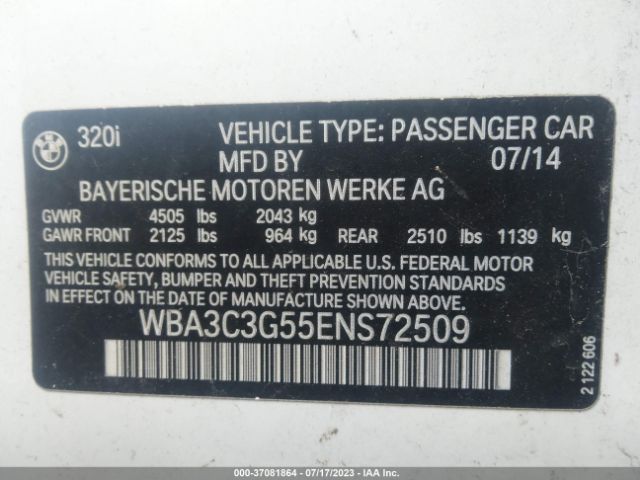 BMW
320i
VEHICLE TYPE: PASSENGER CAR
MFD BY 07/14
BAYERISCHE MOTOREN WERKE AG
GVWR 4505 lbs 2043 kg
GAWR FRONT 2125 lbs 964 kg REAR 2510 lbs 1139 kg
THIS VEHICLE CONFORMS TO ALL APPLICABLE U.S. FEDERAL MOTOR
VEHICLE SAFETY, BUMPER AND THEFT PREVENTION STANDARDS
IN EFFECT ON THE DATE OF MANUFACTURE SHOWN ABOVE.
WBA3C3G55ENS72509
2 122 606
000-37081864 - 07/17/2023 - IAA Inc.